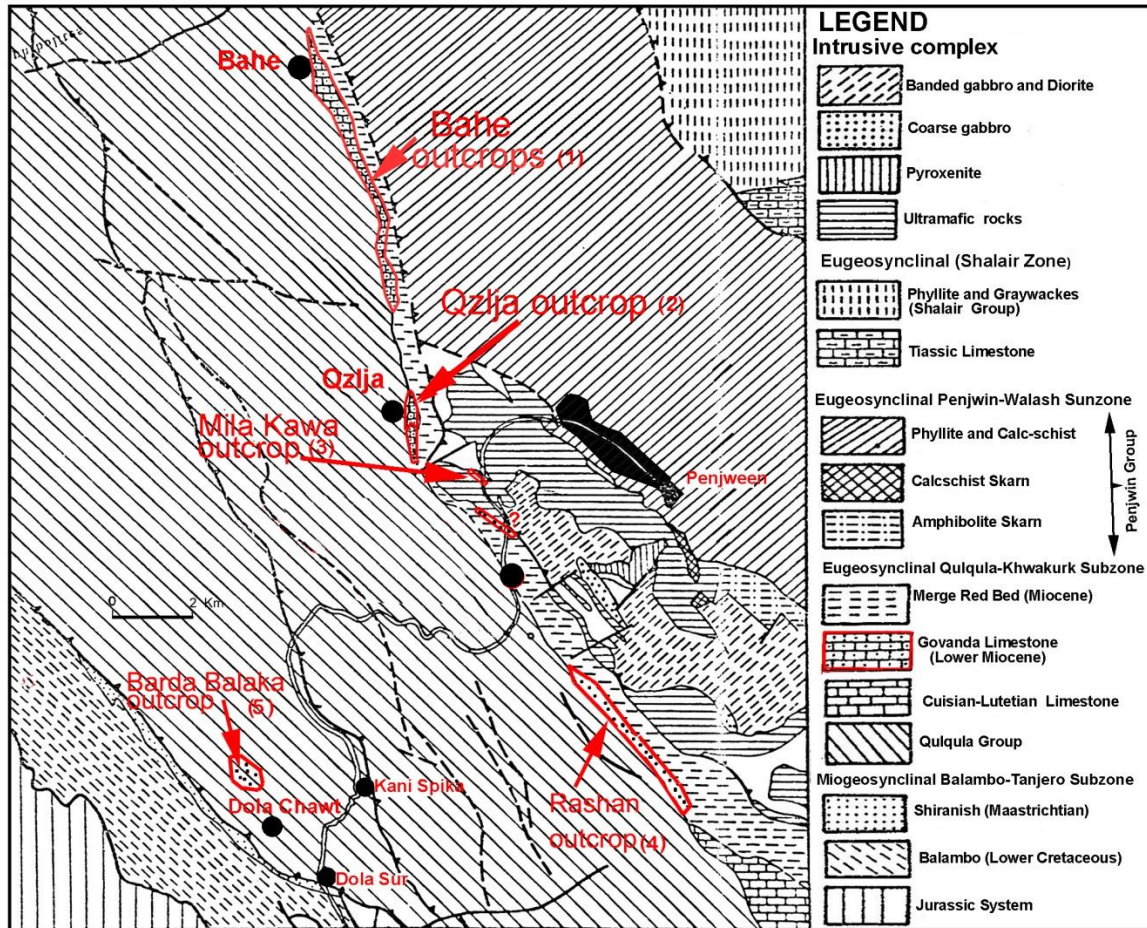 Bahe
Bahe
outcrops (1)
Qzlja outcrop (2)
Qzlja
Mila Kawa
outcrop (3)
Penjween
?
0 2 Km
Barda Balaka
outcrop
(5)
Kani Spika
Dola Chawt
Dola Sur
Rashan
outcrop (4)
LEGEND
Intrusive complex
Banded gabbro and Diorite
Coarse gabbro
Pyroxenite
Ultramafic rocks
Eugeosynclinal (Shalair Zone)
Phyllite and Graywackes
(Shalair Group)
Tiassic Limestone
Eugeosynclinal Penjwin-Walash Sunzone
Phyllite and Calc-schist
Calcschist Skarn
Amphibolite Skarn
Penjwin Group
Eugeosynclinal Qulqula-Khwakurk Subzone
Merge Red Bed (Miocene)
Govanda Limestone
(Lower Miocene)
Cuisian-Lutetian Limestone
Qulqula Group
Miogeosynclinal Balambo-Tanjero Subzone
Shiranish (Maastrichtian)
Balambo (Lower Cretaceous)
Jurassic System